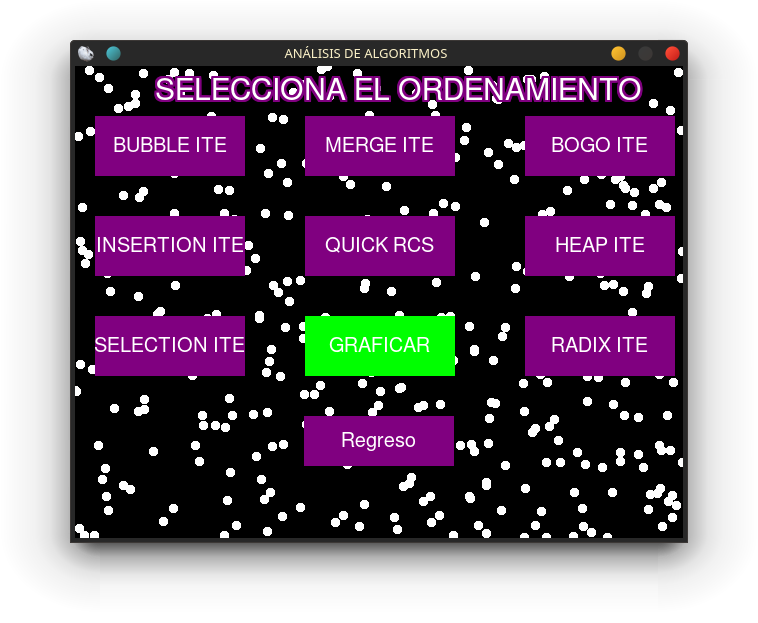 ANÁLISIS DE ALGORITMOS
SELECCIONA EL ORDENAMIENTO
BUBBLE ITE
MERGE ITE
BOGO ITE
INSERTION ITE
QUICK RCS
HEAP ITE
SELECTION ITE
GRAFICAR
RADIX ITE
Regreso